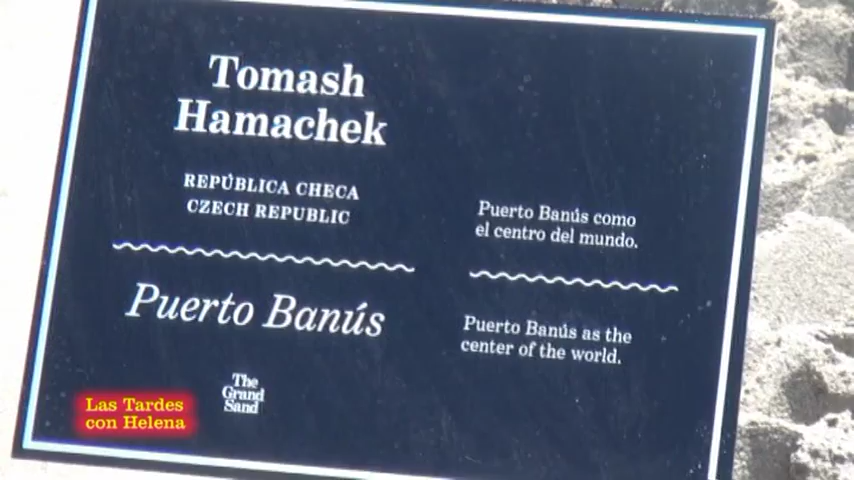 Tomash
Hamachek
REPÚBLICA CHECA
CZECH REPUBLIC
Puerto Banús
The
Grand
Sand
Puerto Banús como
el centro del mundo.
Puerto Banús as the
center of the world.
Las Tardes
con Helena